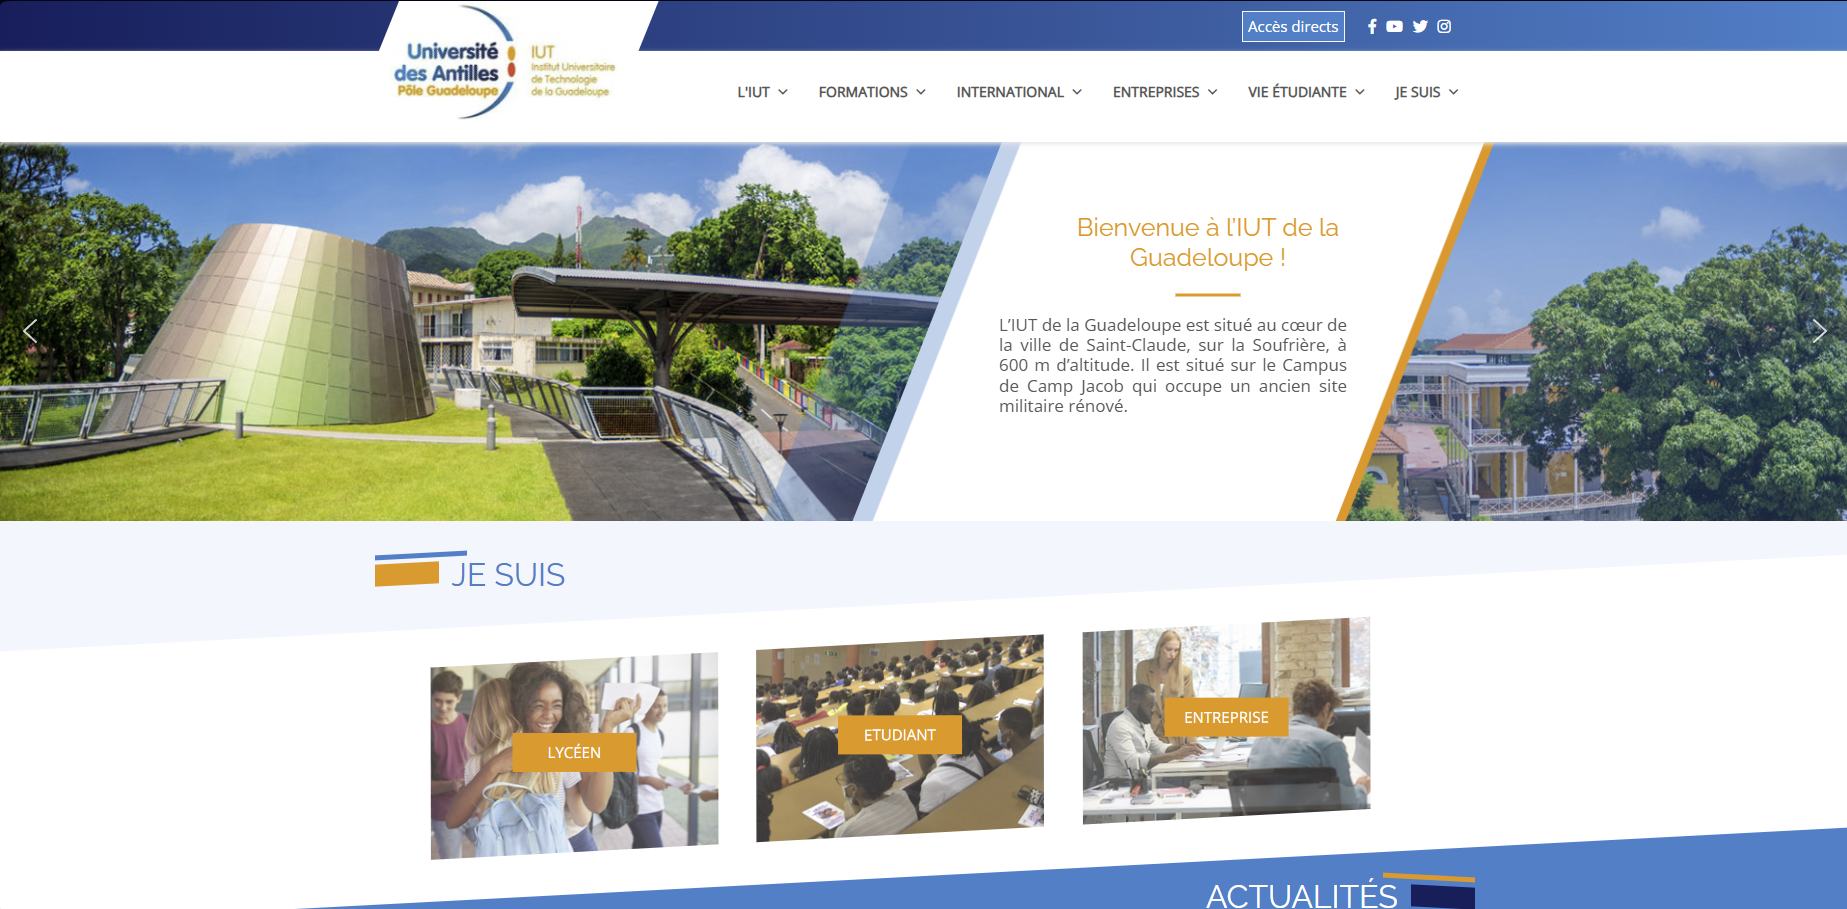 Accès directs
Université
des Antilles
Pôle Guadeloupe
IUT
Institut Universitaire
de Technologie
de la Guadeloupe
L'IUT
FORMATIONS
INTERNATIONAL
ENTREPRISES
VIE ÉTUDIANTE
JE SUIS
Bienvenue à l’IUT de la
Guadeloupe !
L’IUT de la Guadeloupe est situé au cœur de
la ville de Saint-Claude, sur la Soufrière, à
600 m d’altitude. Il est situé sur le Campus
de Camp Jacob qui occupe un ancien site
militaire rénové.
JE SUIS
LYCÉEN
ETUDIANT
ENTREPRISE
ACTUALITÉS